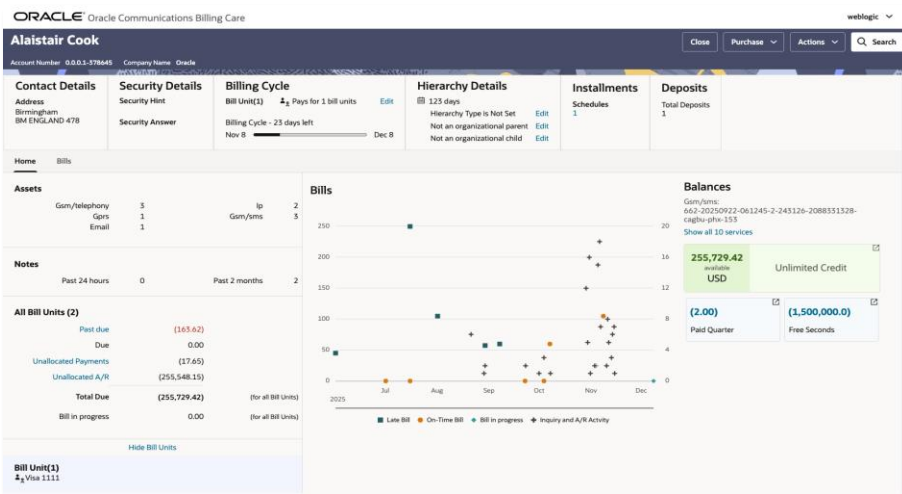 ORACLE Oracle Communications Billing Care
weblogic
Alaistair Cook
Close
Purchase
Actions
Search
Account Number 0.0.0.1-378645 Company Name Oracle
Contact Details
Address
Birmingham
BM ENGLAND 478
Security Details
Security Hint
Security Answer
Billing Cycle
Bill Unit(1) Pays for 1 bill units Edit
Billing Cycle - 23 days left
Nov 8 Dec 8
Hierarchy Details
123 days
Hierarchy Type is Not Set Edit
Not an organizational parent Edit
Not an organizational child Edit
Installments
Schedules
1
Deposits
Total Deposits
1
Home Bills
Assets
Gsm/telephony 3 Ip 2
Gprs 1 Gsm/sms 3
Email 1
Notes
Past 24 hours 0 Past 2 months 2
All Bill Units (2)
Past due (163.62)
Due 0.00
Unallocated Payments (17.65)
Unallocated A/R (255,548.15)
Total Due (255,729.42) (for all Bill Units)
Bill in progress 0.00 (for all Bill Units)
Hide Bill Units
Bill Unit(1)
Visa 1111
Bills
250 20
200 16
150 12
100 8
50 4
0 0
Jul Aug Sep Oct Nov Dec
2025
Late Bill On-Time Bill Bill in progress Inquiry and A/R Activity
Balances
Gsm/sms:
662-20250922-061245-2-243126-2088331328-
cagbu-phx-153
Show all 10 services
255,729.42
available
USD
Unlimited Credit
(2.00)
Paid Quarter
(1,500,000.0)
Free Seconds